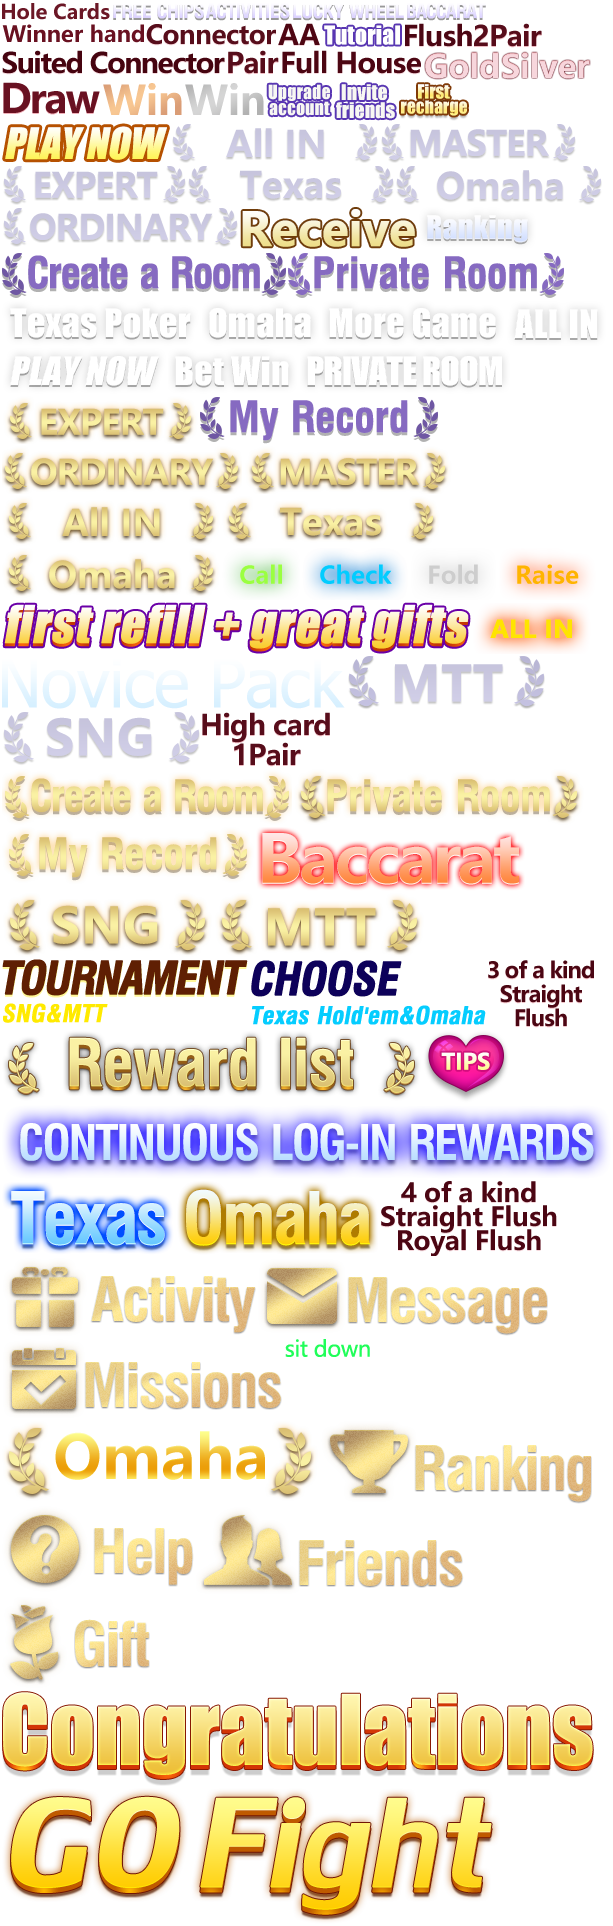 Hole Cards FREE CHIPS ACTIVITIES LUCKY WHEEL BACCARAT
Winner hand Connector AA Tutorial Flush 2Pair
Suited Connector Pair Full House Gold Silver
Draw Win Win Upgrade account Invite friends First recharge
PLAY NOW All IN MASTER
EXPERT Texas Omaha
ORDINARY Receive Ranking
Create a Room Private Room
Texas Poker Omaha More Game ALL IN
PLAY NOW Bet Win PRIVATE ROOM
EXPERT My Record
ORDINARY MASTER
All IN Texas
Omaha Call Check Fold Raise
first refill + great gifts ALL IN
Novice Pack MTT
SNG High card
1Pair
Create a Room Private Room
My Record Baccarat
SNG MTT
TOURNAMENT CHOOSE 3 of a kind
Straight
SNG&MTT Texas Hold'em&Omaha Flush
Reward list TIPS
CONTINUOUS LOG-IN REWARDS
Texas Omaha 4 of a kind
Straight Flush
Royal Flush
Activity Message
sit down
Missions
Omaha Ranking
Help Friends
Gift
Congratulations
GO Fight